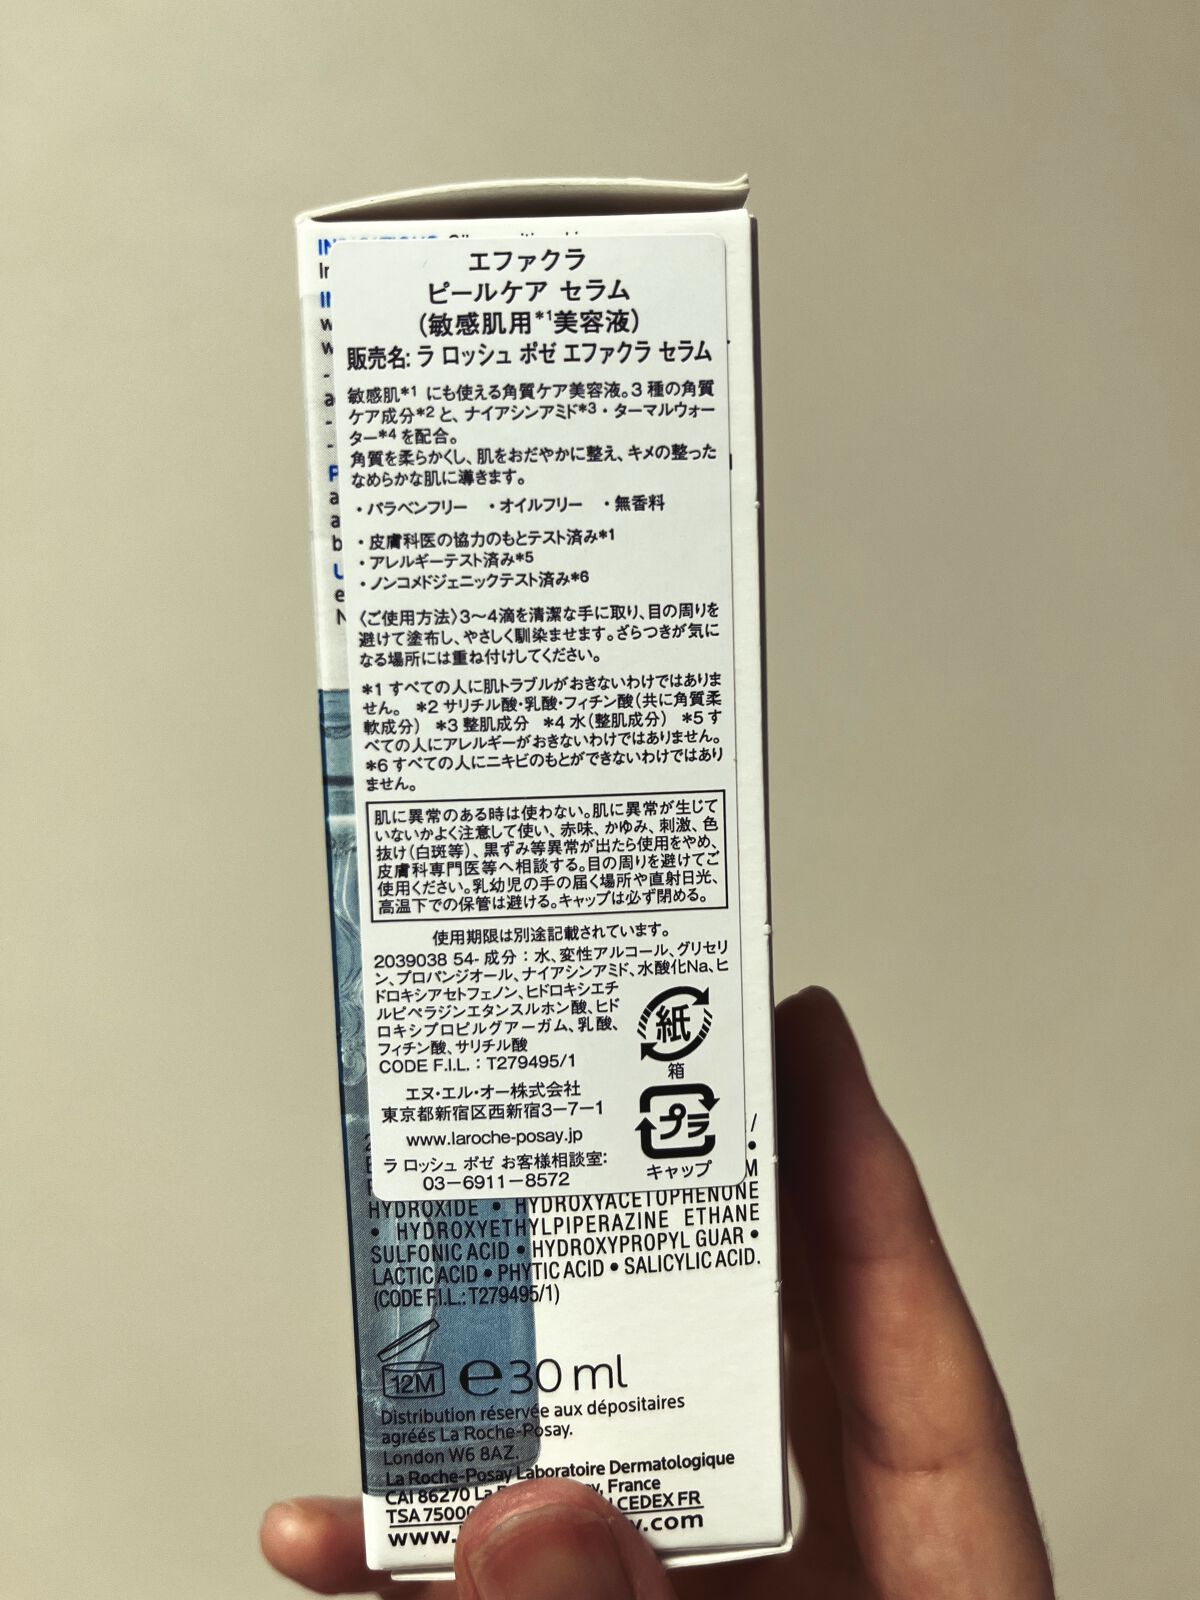 エファクラ
ピールケア セラム
（敏感肌用*1美容液）
販売名: ラ ロッシュ ポゼ エファクラ セラム
敏感肌*1 にも使える角質ケア美容液。3 種の角質
ケア成分*2 と、ナイアシンアミド*3・ターマルウォー
ター*4 を配合。
角質を柔らかくし、肌をおだやかに整え、キメの整った
なめらかな肌に導きます。
・パラベンフリー ・オイルフリー ・無香料
・皮膚科医の協力のもとテスト済み*1
・アレルギーテスト済み*5
・ノンコメドジェニックテスト済み*6
〈ご使用方法〉3〜4滴を清潔な手に取り、目の周りを
避けて塗布し、やさしく馴染ませます。ざらつきが気に
なる場所には重ね付けしてください。
*1 すべての人に肌トラブルがおきないわけではありま
せん。 *2 サリチル酸・乳酸・フィチン酸（共に角質柔
軟成分） *3 整肌成分 *4 水（整肌成分） *5 す
べての人にアレルギーがおきないわけではありません。
*6 すべての人にニキビのもとができないわけではあり
ません。
肌に異常のある時は使わない。肌に異常が生じて
いないかよく注意して使い、赤味、かゆみ、刺激、色
抜け（白斑等）、黒ずみ等異常が出たら使用をやめ、
皮膚科専門医等へ相談する。目の周りを避けてご
使用ください。乳幼児の手の届く場所や直射日光、
高温下での保管は避ける。キャップは必ず閉める。
使用期限は別途記載されています。
2039038 54- 成分：水、変性アルコール、グリセリ
ン、プロパンジオール、ナイアシンアミド、水酸化Na、ヒ
ドロキシアセトフェノン、ヒドロキシエチ
ルピペラジンエタンスルホン酸、ヒド
ロキシプロピルグアーガム、乳酸、
フィチン酸、サリチル酸
CODE F.I.L. : T279495/1
紙
箱
エヌ・エル・オー株式会社
東京都新宿区西新宿3−7−1
www.laroche-posay.jp
ラ ロッシュ ポゼ お客様相談室:
03−6911−8572
プラ
キャップ
HYDROXIDE • HYDROXYACETOPHENONE
• HYDROXYETHYLPIPERAZINE ETHANE
SULFONIC ACID • HYDROXYPROPYL GUAR •
LACTIC ACID • PHYTIC ACID • SALICYLIC ACID.
(CODE F.I.L.: T279495/1)
12M e 30 ml
Distribution réservée aux dépositaires
agréés La Roche-Posay.
London W6 8AZ.
La Roche-Posay Laboratoire Dermatologique
CAI 86270 La France
TSA 75000 CEDEX FR
www. .com